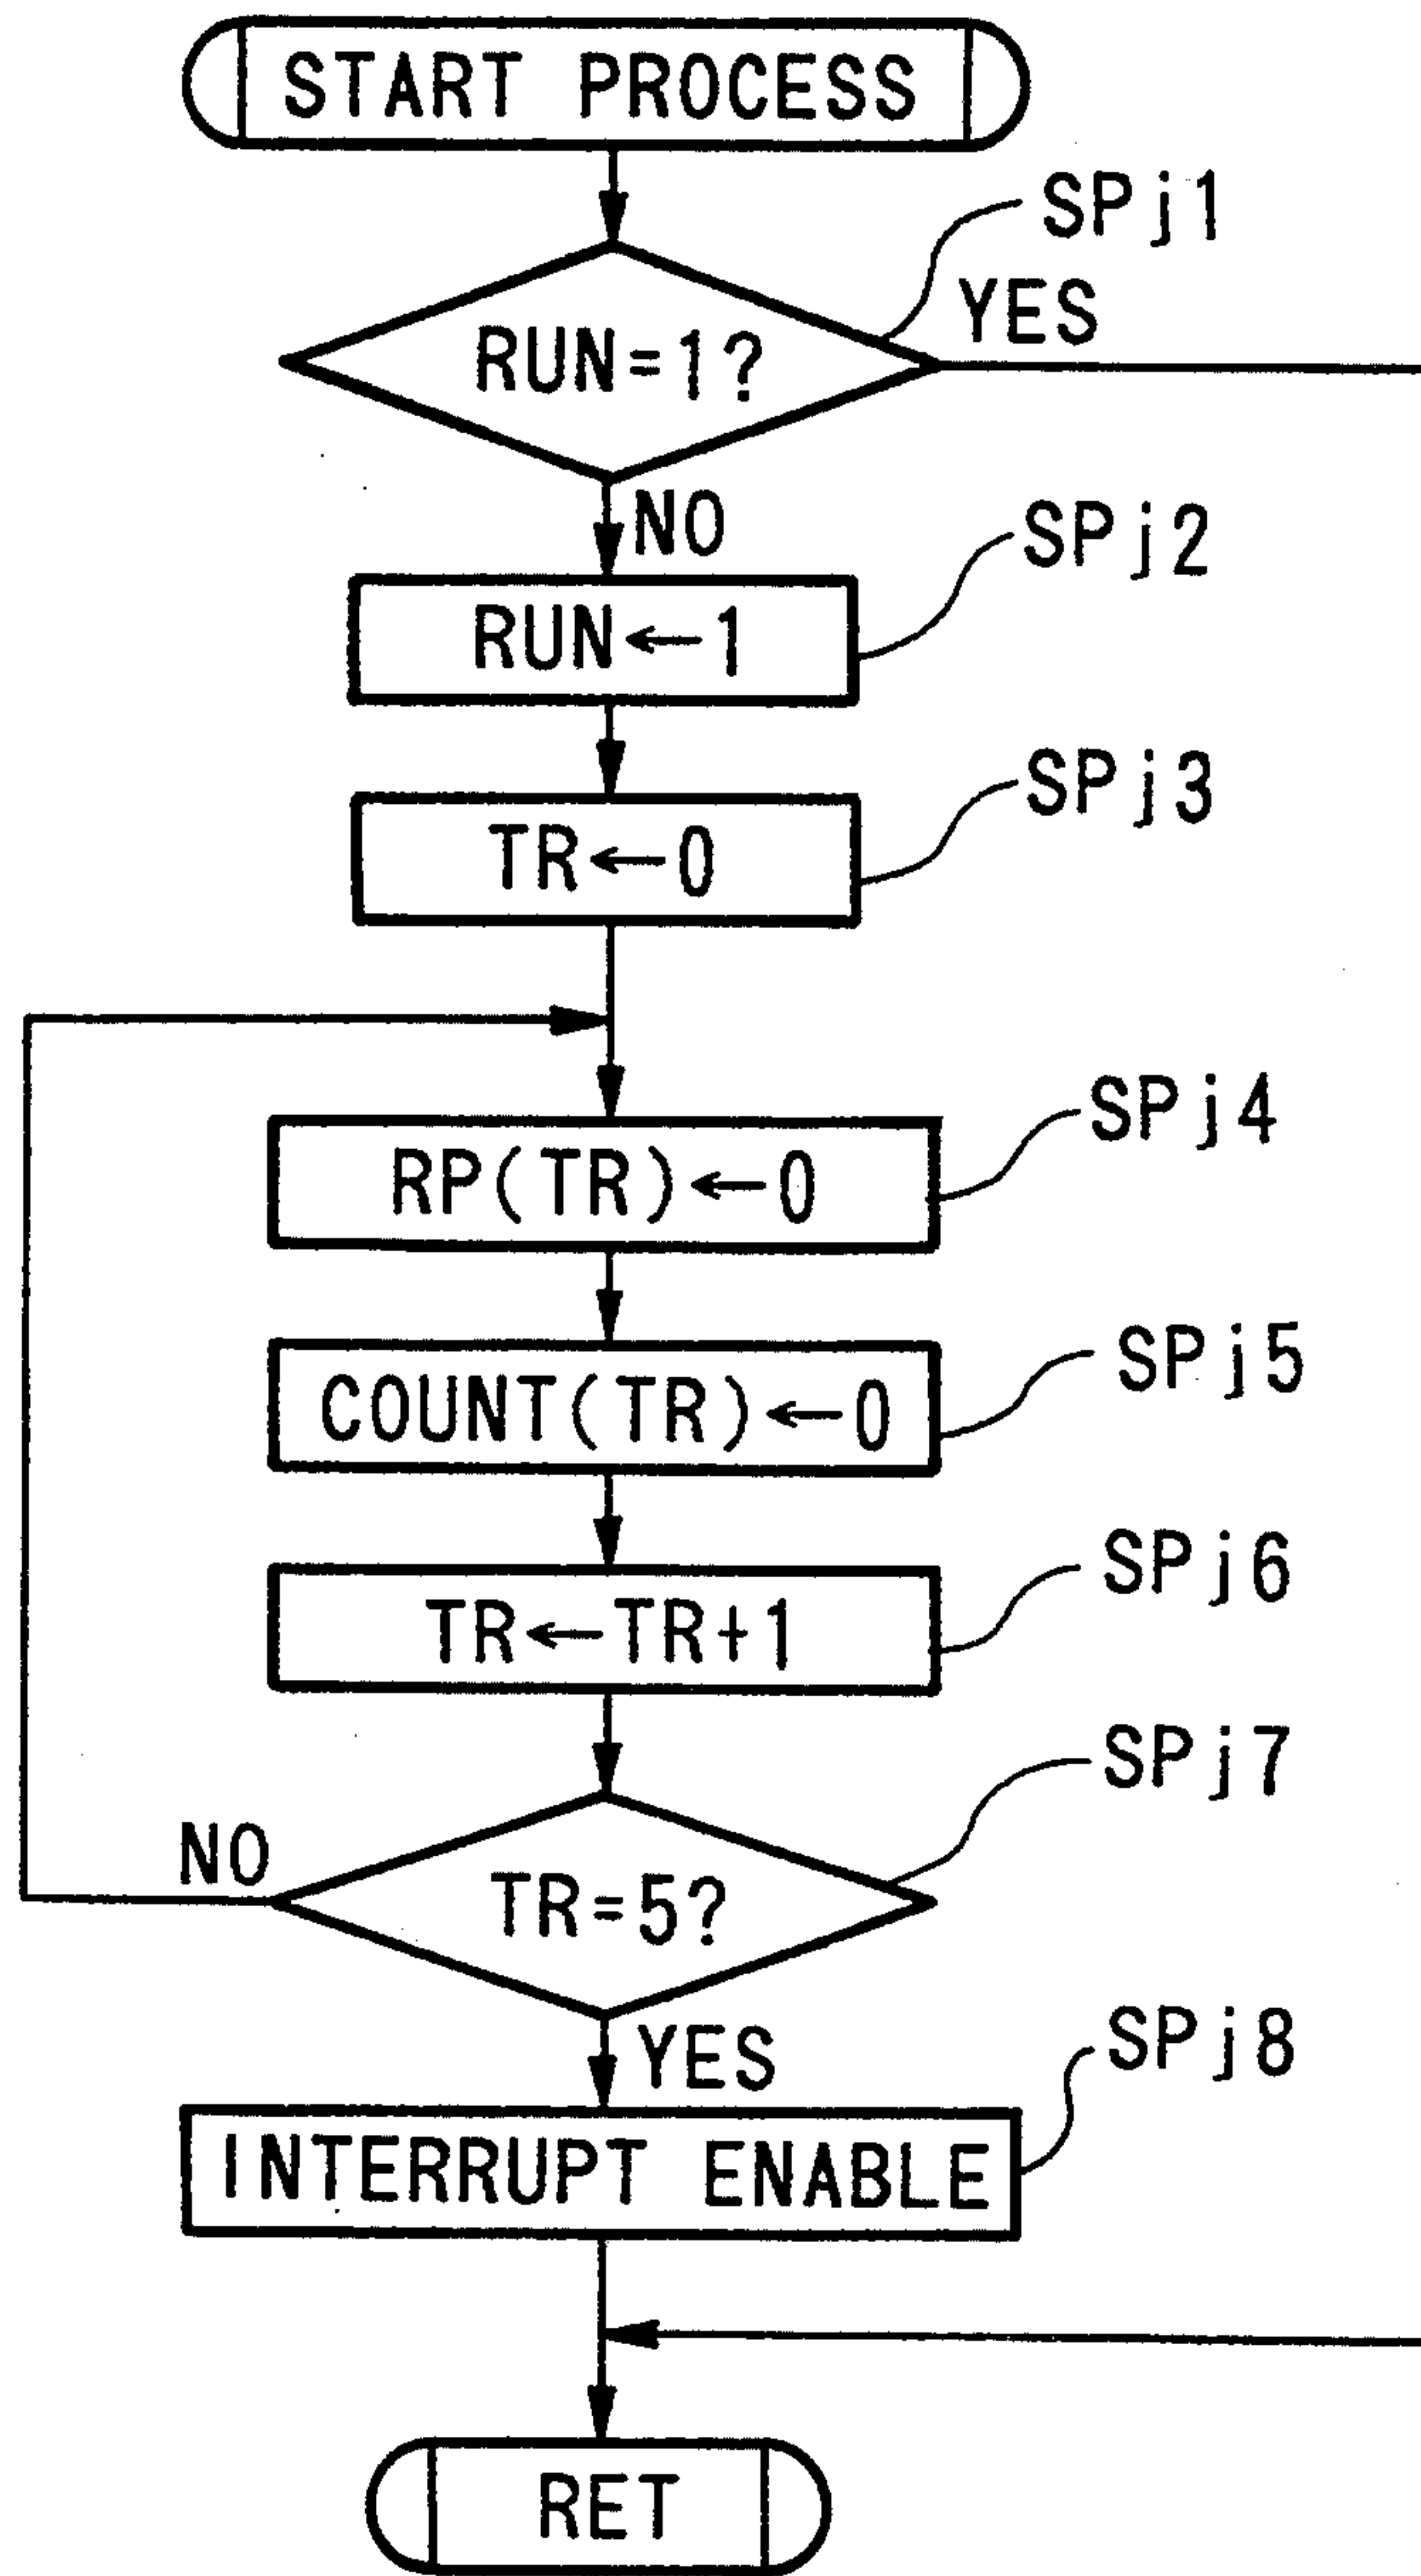 START PROCESS
SPj1
RUN=1?
YES
NO
SPj2
RUN←1
SPj3
TR←0
SPj4
RP(TR)←0
SPj5
COUNT(TR)←0
SPj6
TR←TR+1
SPj7
NO
TR=5?
YES
SPj8
INTERRUPT ENABLE
RET